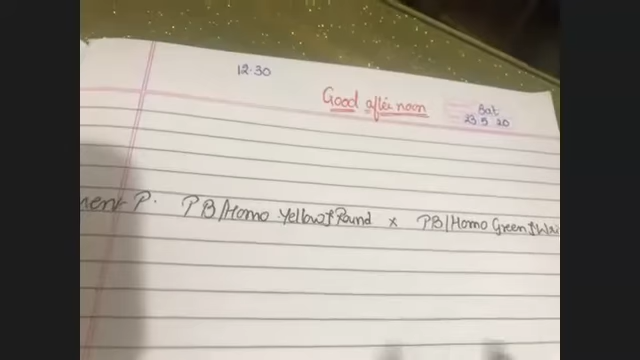 12.30
Good afternoon
Sat
23 5 20
P. PB/Homo Yellow & Round x PB/Homo Green &